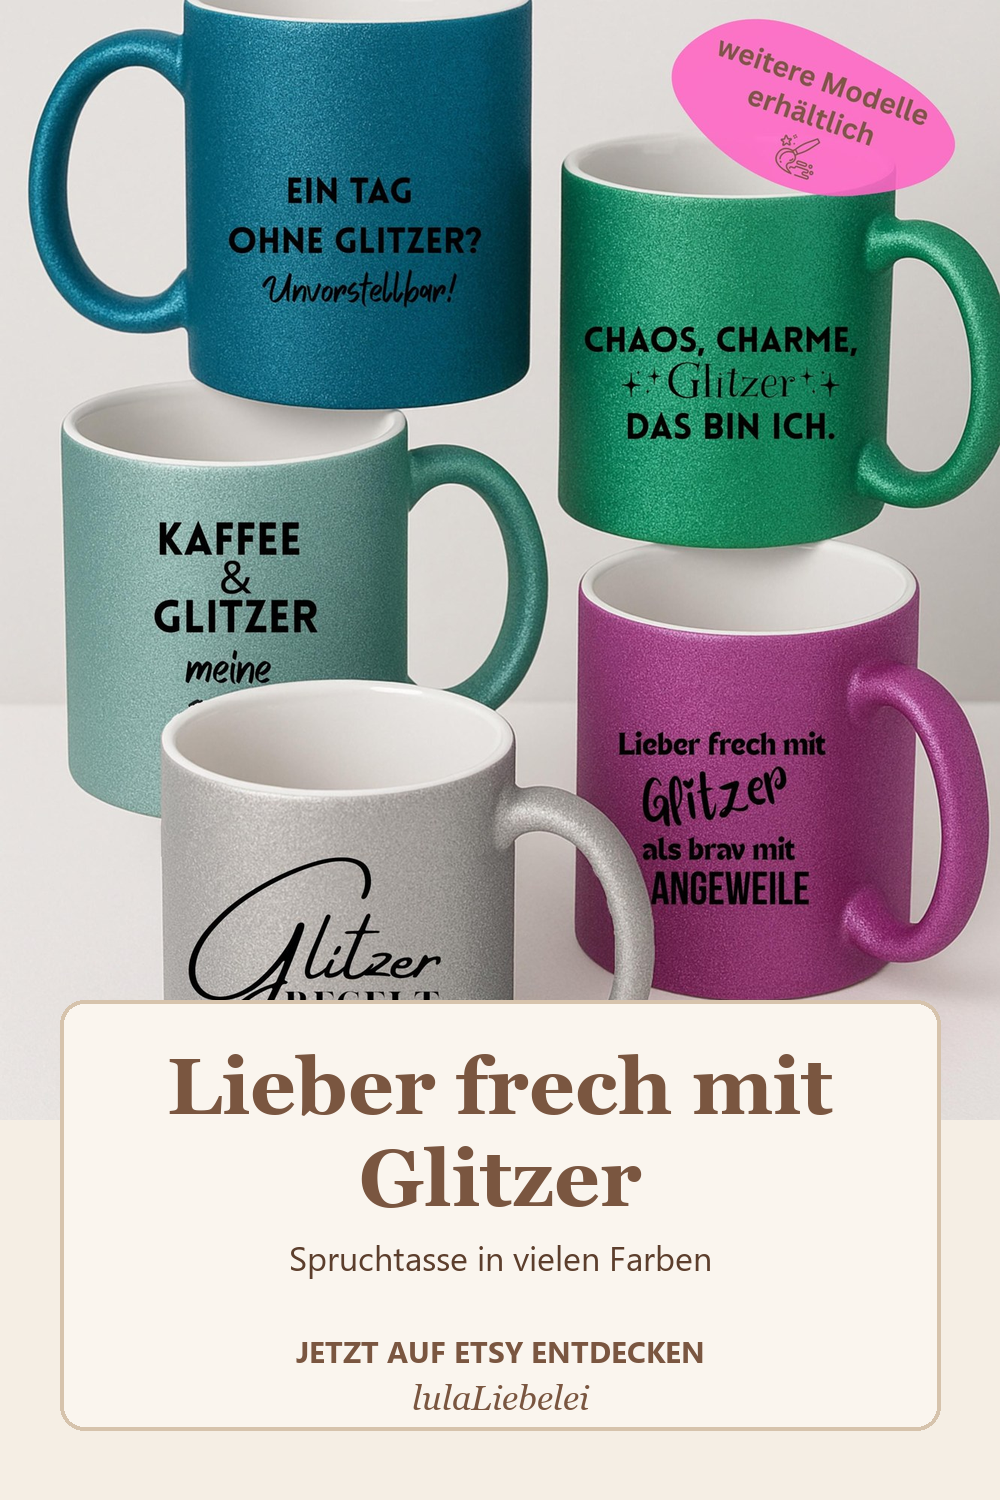 weitere Modelle
erhältlich
EIN TAG
OHNE GLITZER?
Unvorstellbar!
CHAOS, CHARME,
Glitzer
DAS BIN ICH.
KAFFEE
&
GLITZER
meine
Lieber frech mit
Glitzer
als brav mit
ANGEWEILE
Glitzer
REGELT
Lieber frech mit
Glitzer
Spruchtasse in vielen Farben
JETZT AUF ETSY ENTDECKEN
lulaLiebelei